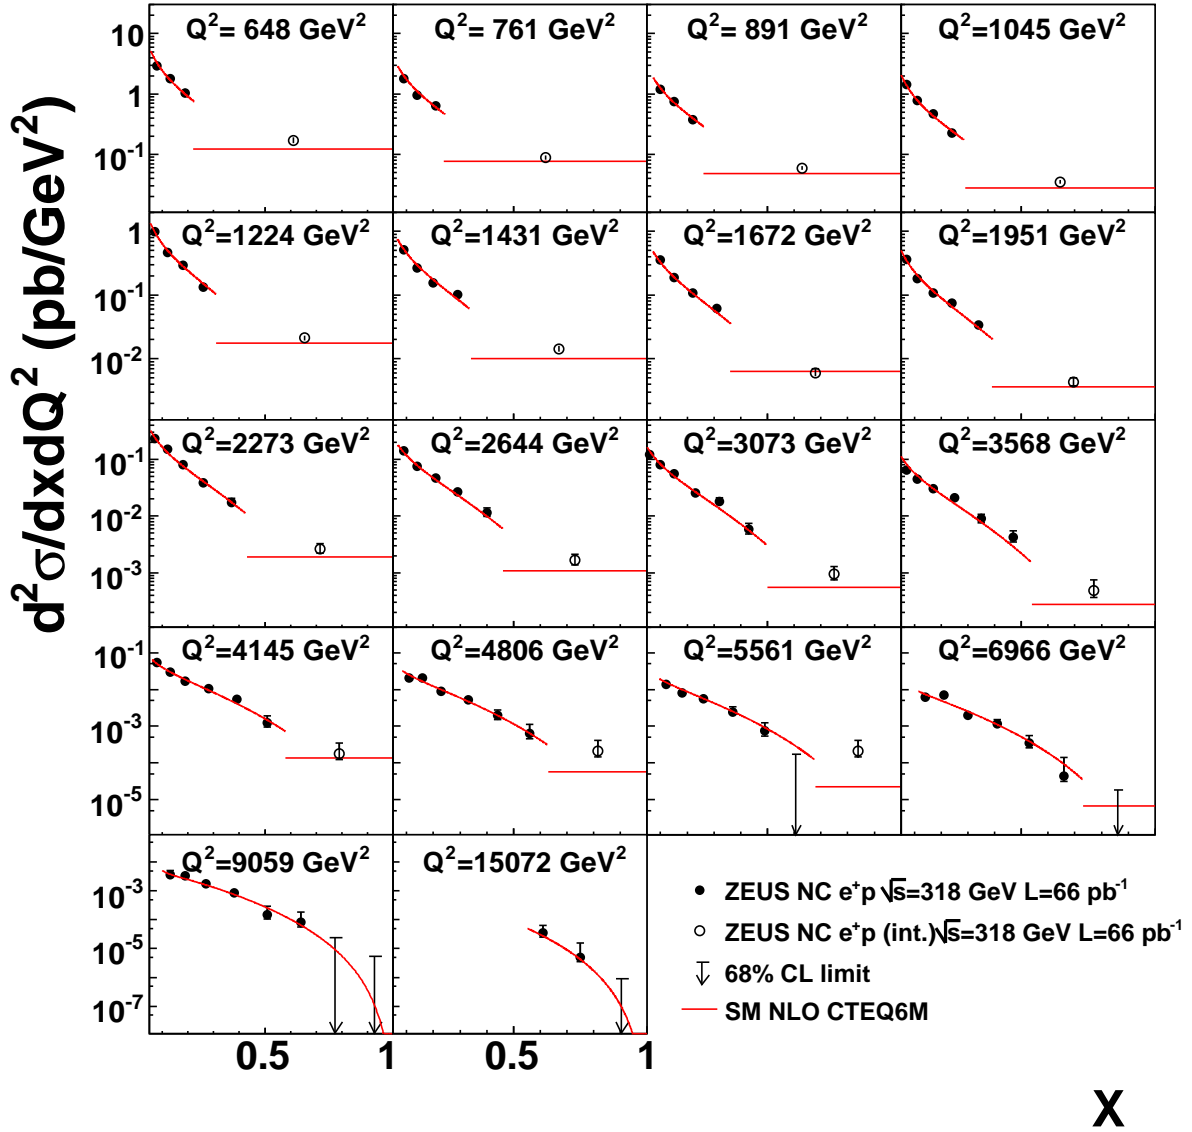 d²σ/dxdQ² (pb/GeV²)
10
1
10⁻¹
Q²= 648 GeV²
Q²= 761 GeV²
Q²= 891 GeV²
Q²=1045 GeV²
1
10⁻¹
10⁻²
Q²=1224 GeV²
Q²=1431 GeV²
Q²=1672 GeV²
Q²=1951 GeV²
10⁻¹
10⁻²
10⁻³
Q²=2273 GeV²
Q²=2644 GeV²
Q²=3073 GeV²
Q²=3568 GeV²
10⁻¹
10⁻³
10⁻⁵
Q²=4145 GeV²
Q²=4806 GeV²
Q²=5561 GeV²
Q²=6966 GeV²
10⁻³
10⁻⁵
10⁻⁷
Q²=9059 GeV²
Q²=15072 GeV²
0.5
1
0.5
1
ZEUS NC e⁺p √s=318 GeV L=66 pb⁻¹
ZEUS NC e⁺p (int.)√s=318 GeV L=66 pb⁻¹
68% CL limit
SM NLO CTEQ6M
x